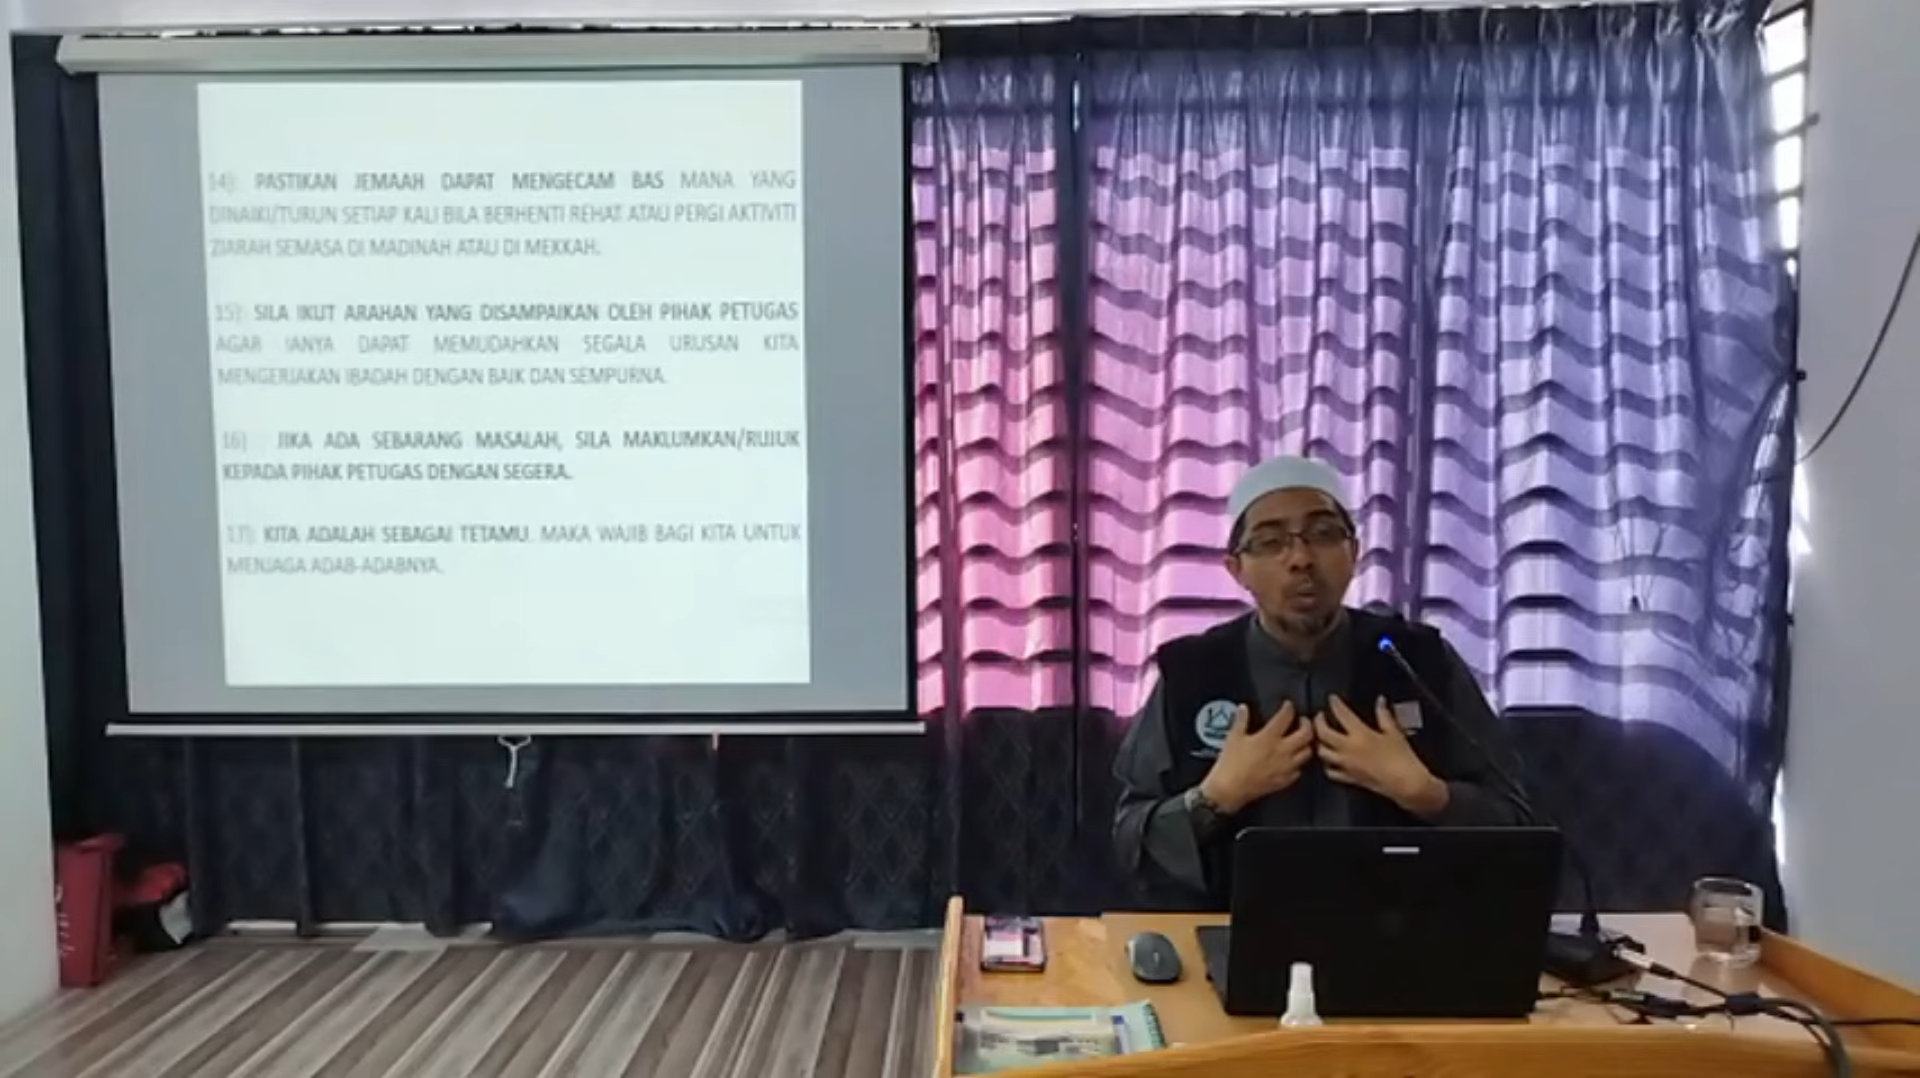 14). PASTIKAN JEMAAH DAPAT MENGECAM BAS MANA YANG
DINAIKI/TURUN SETIAP KALI BILA BERHENTI REHAT ATAU PERGI AKTIVITI
ZIARAH SEMASA DI MADINAH ATAU DI MEKKAH.
15). SILA IKUT ARAHAN YANG DISAMPAIKAN OLEH PIHAK PETUGAS
AGAR IANYA DAPAT MEMUDAHKAN SEGALA URUSAN KITA
MENGERJAKAN IBADAH DENGAN BAIK DAN SEMPURNA.
16). JIKA ADA SEBARANG MASALAH, SILA MAKLUMKAN/RUJUK
KEPADA PIHAK PETUGAS DENGAN SEGERA.
17). KITA ADALAH SEBAGAI TETAMU. MAKA WAJIB BAGI KITA UNTUK
MENJAGA ADAB-ADABNYA.